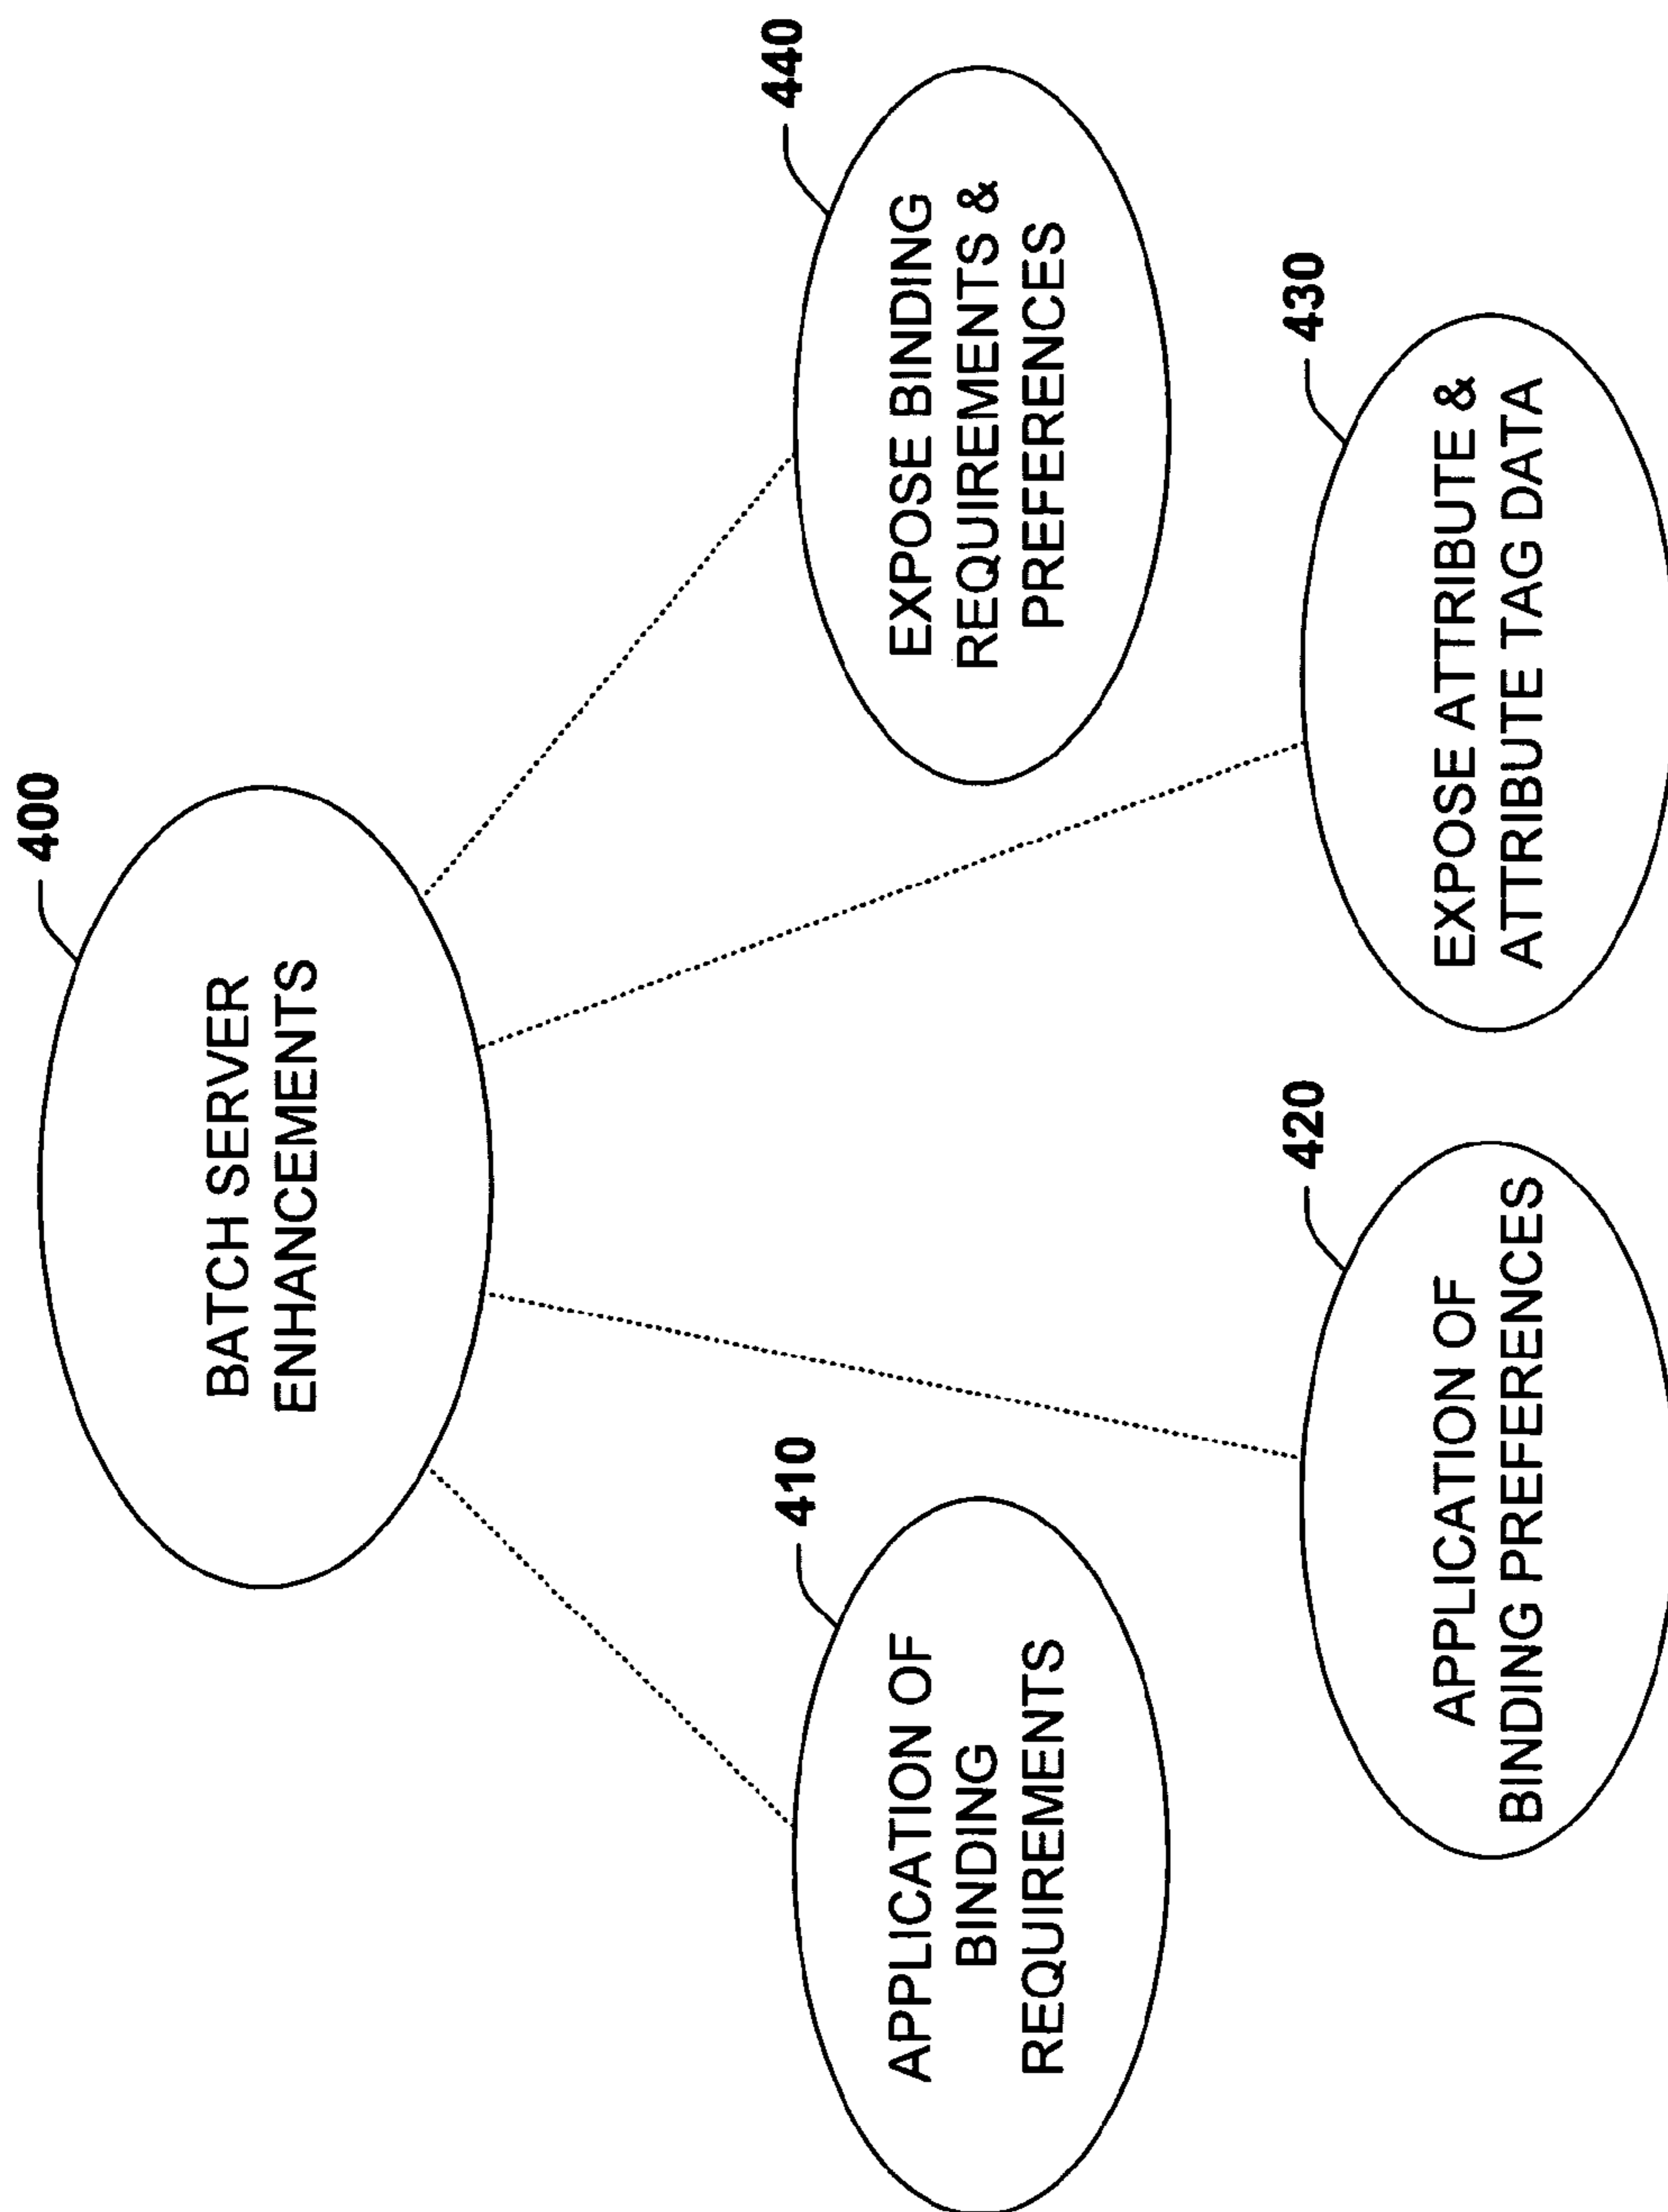 400
BATCH SERVER
ENHANCEMENTS
410
APPLICATION OF
BINDING
REQUIREMENTS
440
EXPOSE BINDING
REQUIREMENTS &
PREFERENCES
420
APPLICATION OF
BINDING PREFERENCES
430
EXPOSE ATTRIBUTE &
ATTRIBUTE TAG DATA